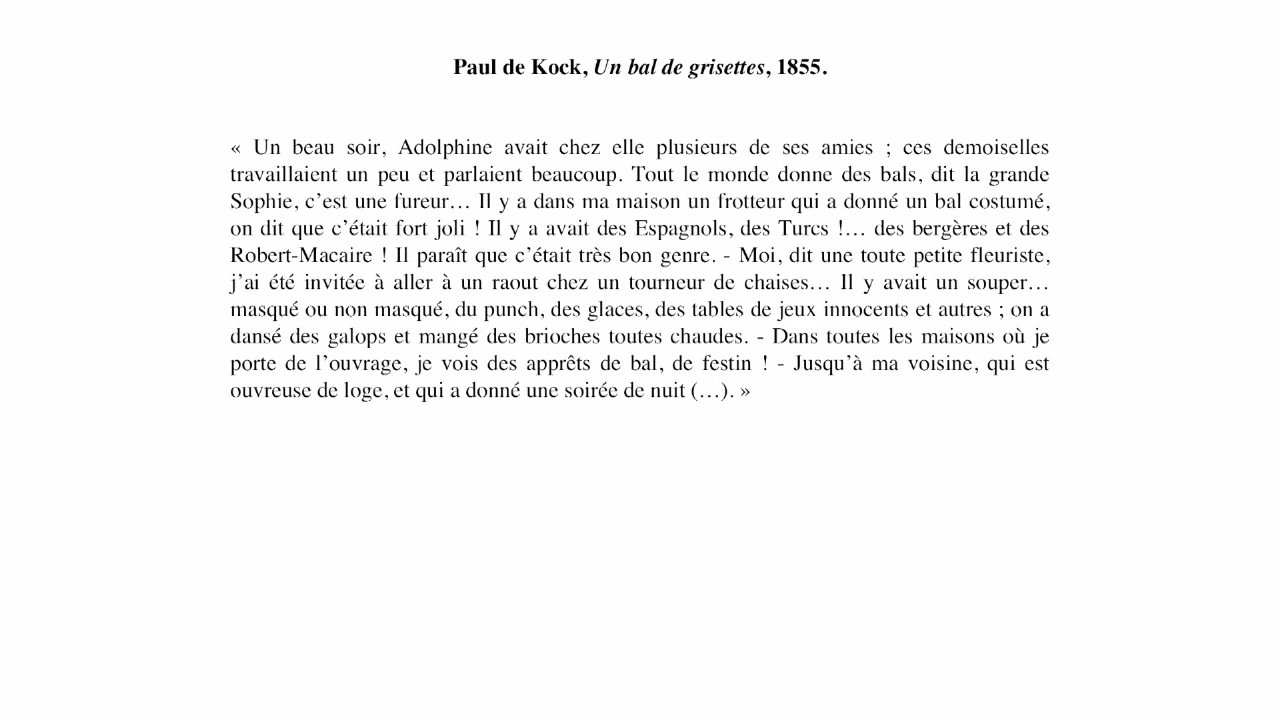 Paul de Kock, Un bal de grisettes, 1855.
« Un beau soir, Adolphine avait chez elle plusieurs de ses amies ; ces demoiselles
travaillaient un peu et parlaient beaucoup. Tout le monde donne des bals, dit la grande
Sophie, c’est une fureur… Il y a dans ma maison un frotteur qui a donné un bal costumé,
on dit que c’était fort joli ! Il y a avait des Espagnols, des Turcs !… des bergères et des
Robert-Macaire ! Il paraît que c’était très bon genre. - Moi, dit une toute petite fleuriste,
j’ai été invitée à aller à un raout chez un tourneur de chaises… Il y avait un souper…
masqué ou non masqué, du punch, des glaces, des tables de jeux innocents et autres ; on a
dansé des galops et mangé des brioches toutes chaudes. - Dans toutes les maisons où je
porte de l’ouvrage, je vois des apprêts de bal, de festin ! - Jusqu’à ma voisine, qui est
ouvreuse de loge, et qui a donné une soirée de nuit (…). »